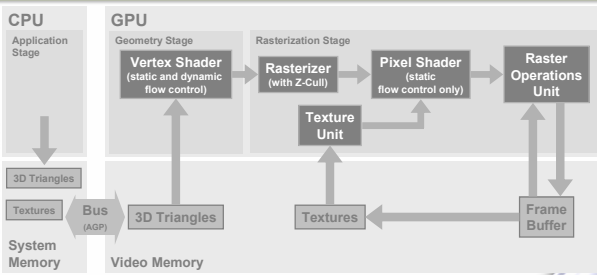 CPU
GPU
Application
Stage
Geometry Stage
Rasterization Stage
Vertex Shader
(static and dynamic
flow control)
Rasterizer
(with Z-Cull)
Pixel Shader
(static
flow control only)
Raster
Operations
Unit
Texture
Unit
3D Triangles
Textures
Bus
(AGP)
3D Triangles
Textures
Frame
Buffer
System
Memory
Video Memory